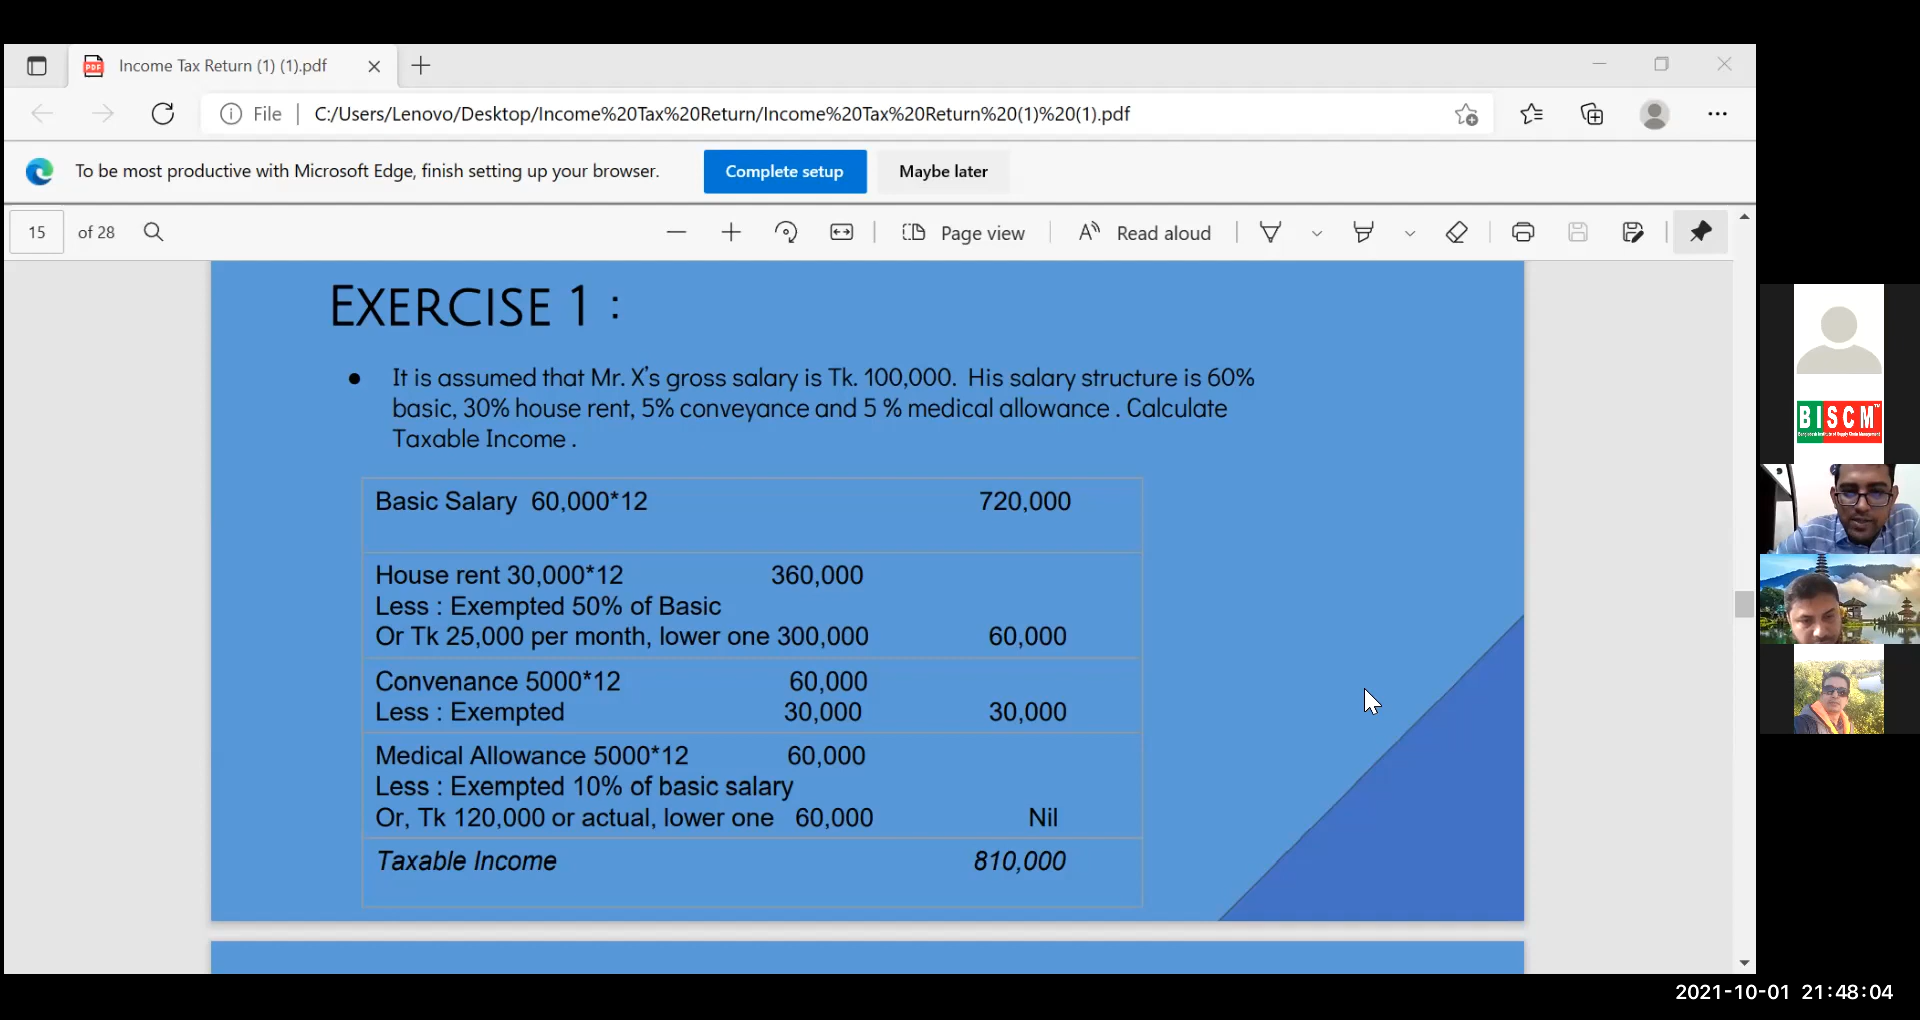 Income Tax Return (1) (1).pdf
File
C:/Users/Lenovo/Desktop/Income%20Tax%20Return/Income%20Tax%20Return%20(1)%20(1).pdf
To be most productive with Microsoft Edge, finish setting up your browser.
Complete setup
Maybe later
15 of 28
Page view
Read aloud
EXERCISE 1 :
● It is assumed that Mr. X's gross salary is Tk. 100,000. His salary structure is 60%
basic, 30% house rent, 5% conveyance and 5 % medical allowance . Calculate
Taxable Income .
Basic Salary 60,000*12 720,000
House rent 30,000*12 360,000
Less : Exempted 50% of Basic
Or Tk 25,000 per month, lower one 300,000 60,000
Convenance 5000*12 60,000
Less : Exempted 30,000 30,000
Medical Allowance 5000*12 60,000
Less : Exempted 10% of basic salary
Or, Tk 120,000 or actual, lower one 60,000 Nil
Taxable Income 810,000
BISCM™
Bangladesh Institute of Supply Chain Management
2021-10-01 21:48:04